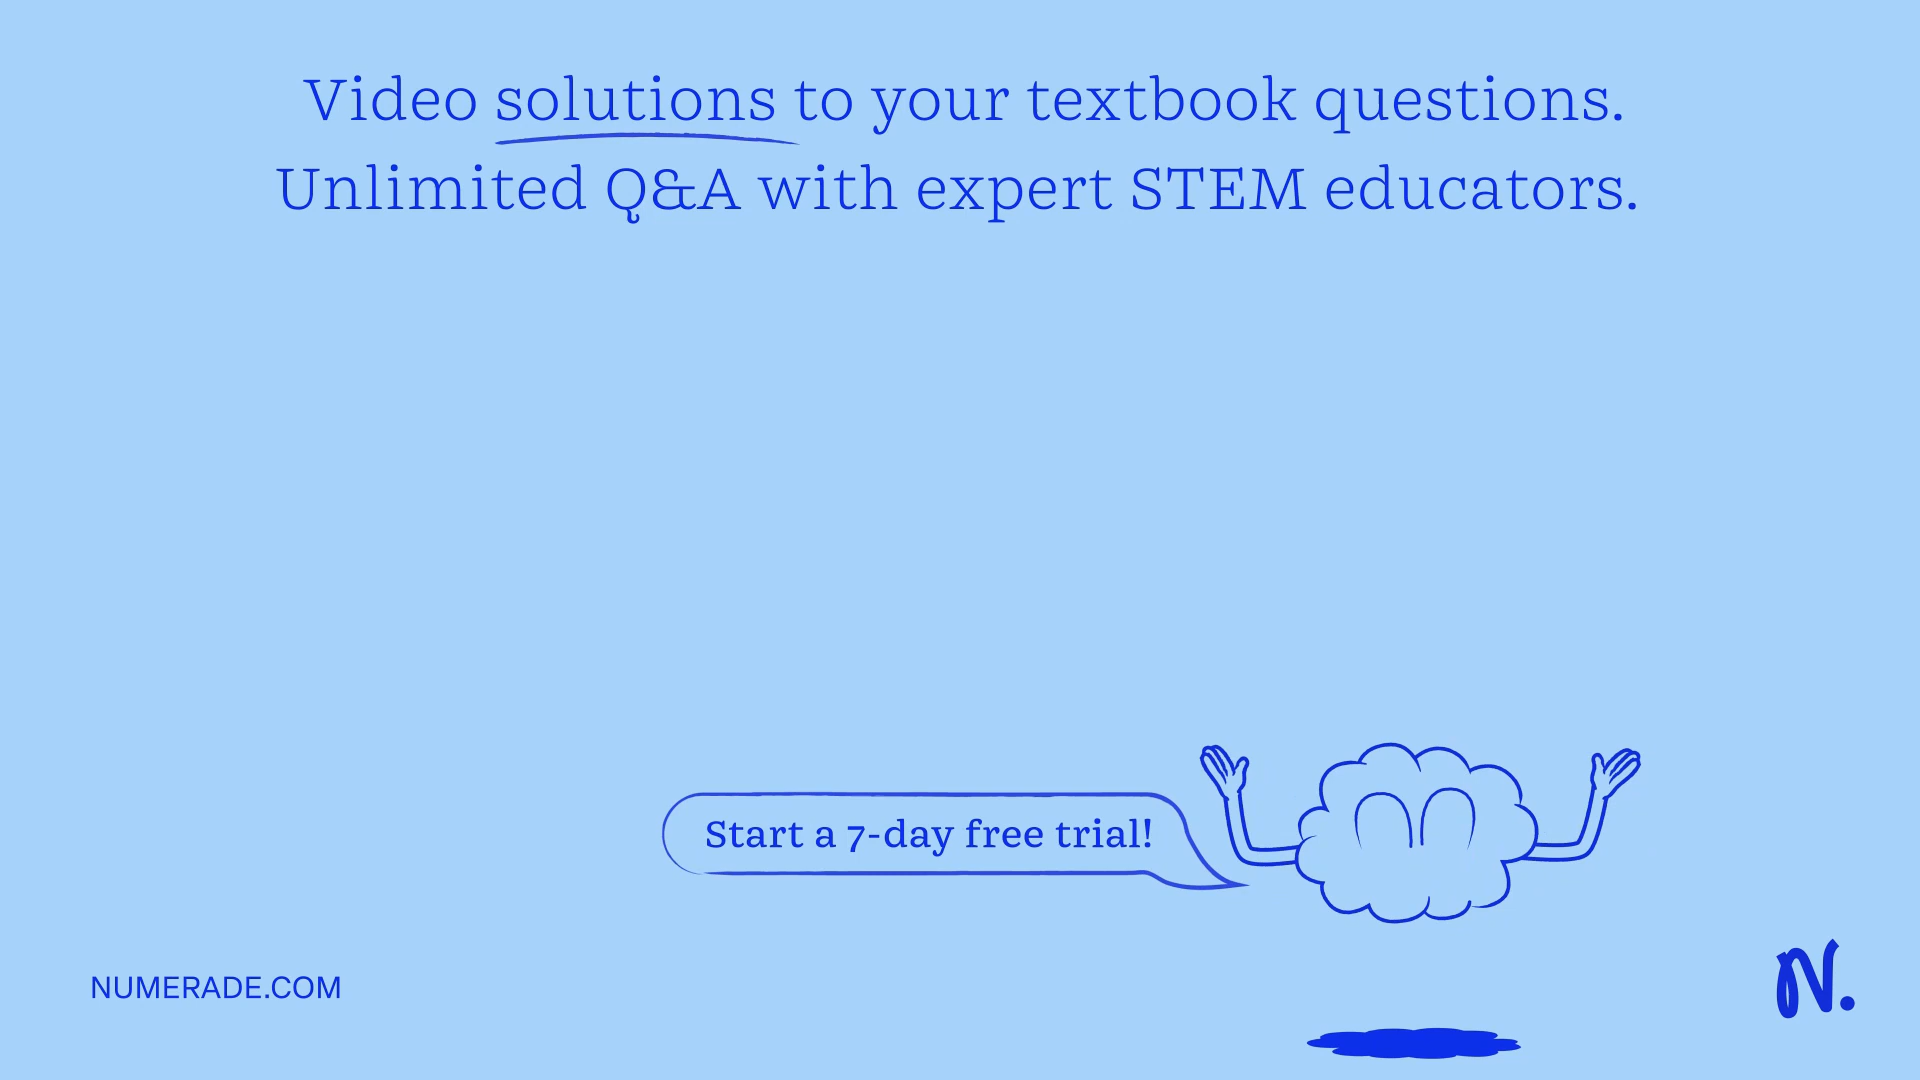 Video solutions to your textbook questions.
Unlimited Q&A with expert STEM educators.
Start a 7-day free trial!
NUMERADE.COM
N.